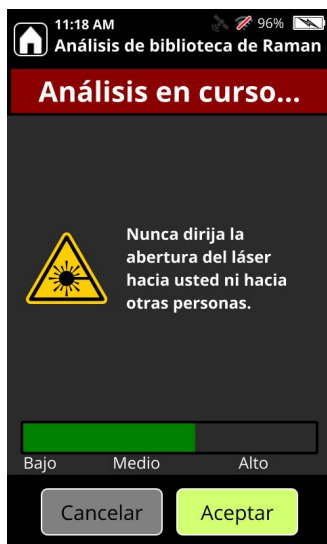 11:18 AM 96%
Análisis de biblioteca de Raman
Análisis en curso...
Nunca dirija la
abertura del láser
hacia usted ni hacia
otras personas.
Bajo Medio Alto
Cancelar Aceptar